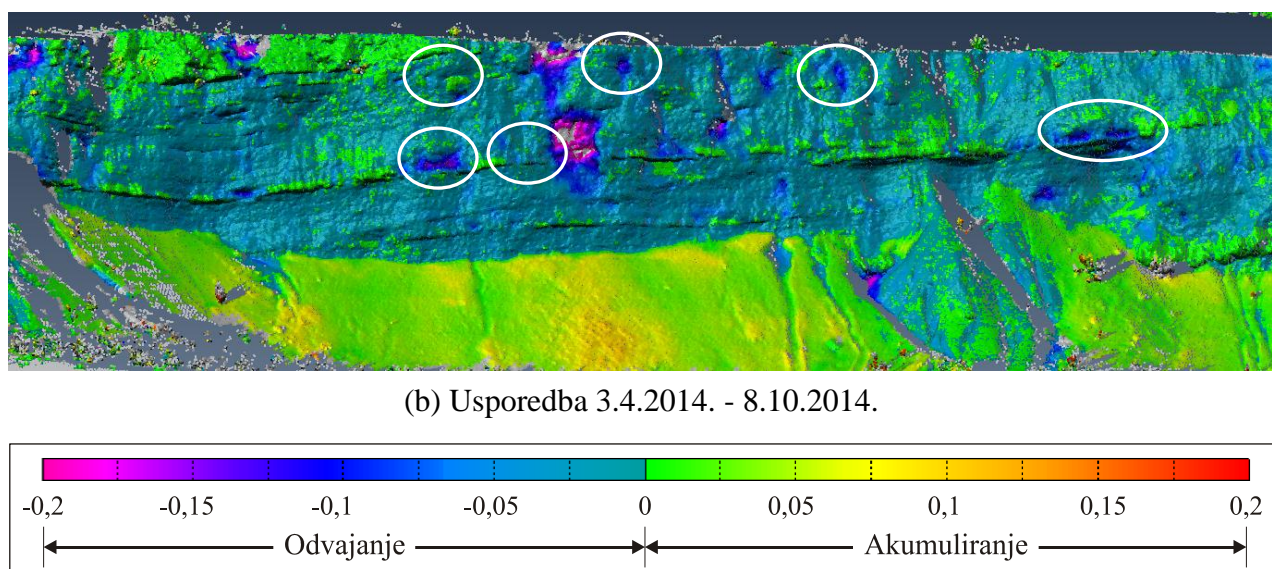 (b) Usporedba 3.4.2014. - 8.10.2014.
-0,2 -0,15 -0,1 -0,05 0 0,05 0,1 0,15 0,2
Odvajanje Akumuliranje